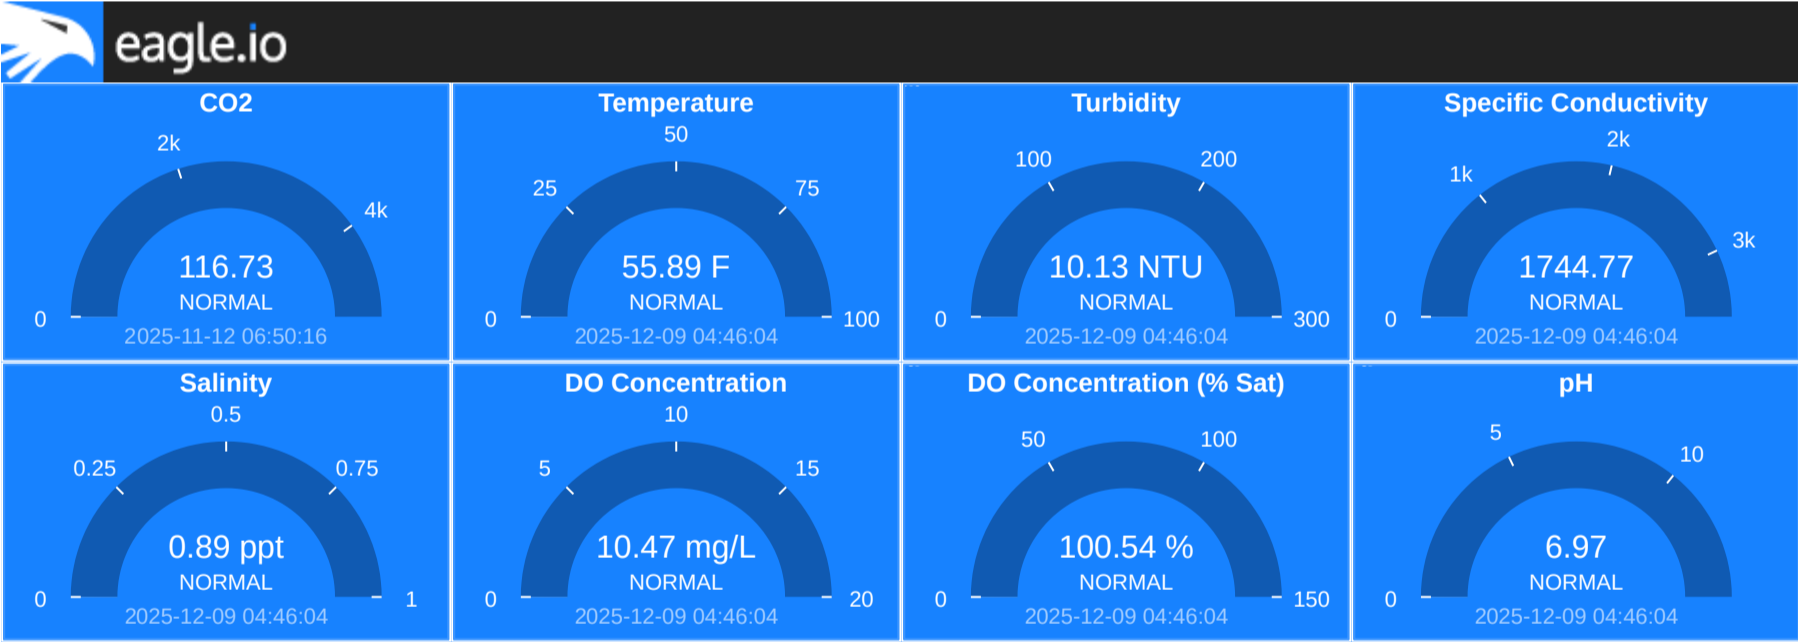 eagle.io
CO2
2k
4k
116.73
NORMAL
0
2025-11-12 06:50:16
Temperature
50
25
75
55.89 F
NORMAL
0
100
2025-12-09 04:46:04
Turbidity
100
200
10.13 NTU
NORMAL
0
300
2025-12-09 04:46:04
Specific Conductivity
2k
1k
3k
1744.77
NORMAL
0
2025-12-09 04:46:04
Salinity
0.5
0.25
0.75
0.89 ppt
NORMAL
0
1
2025-12-09 04:46:04
DO Concentration
10
5
15
10.47 mg/L
NORMAL
0
20
2025-12-09 04:46:04
DO Concentration (% Sat)
50
100
100.54 %
NORMAL
0
150
2025-12-09 04:46:04
pH
5
10
6.97
NORMAL
0
2025-12-09 04:46:04